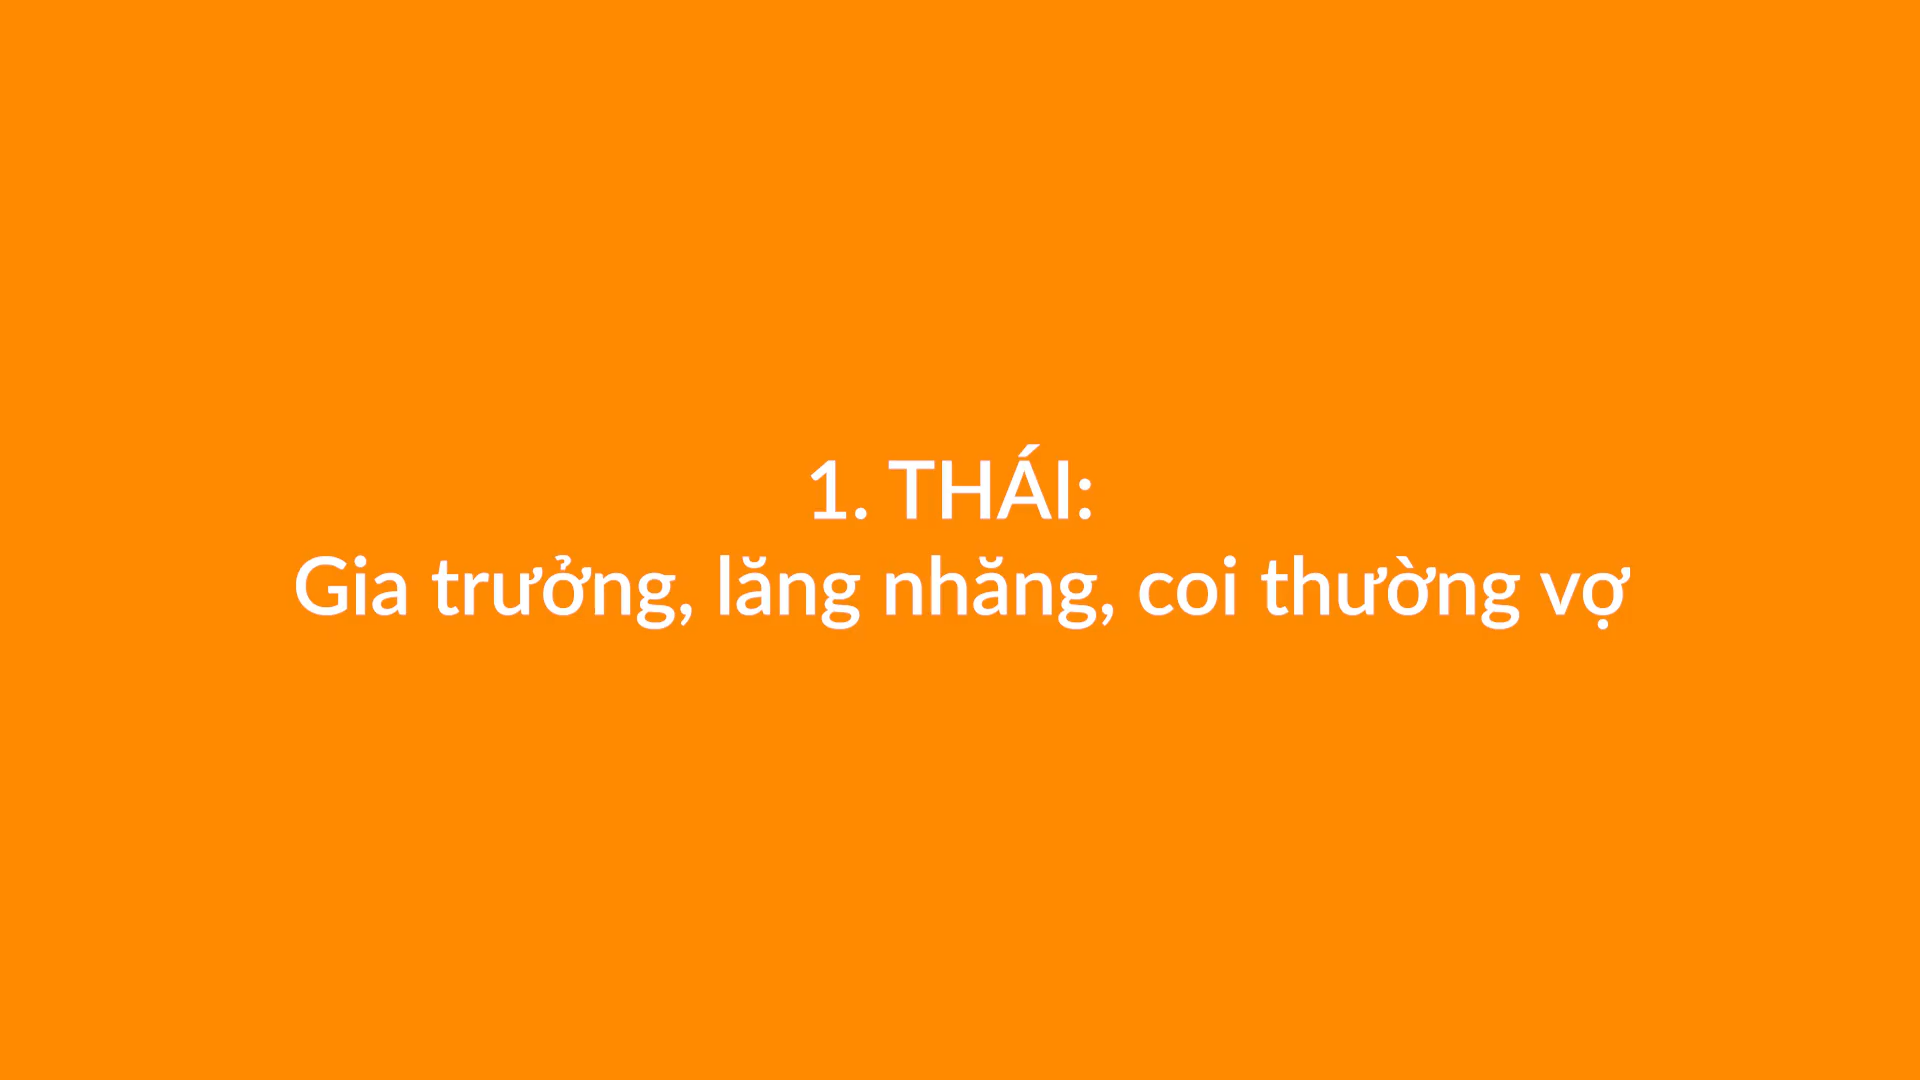 1. THÁI:
Gia trưởng, lăng nhăng, coi thường vợ